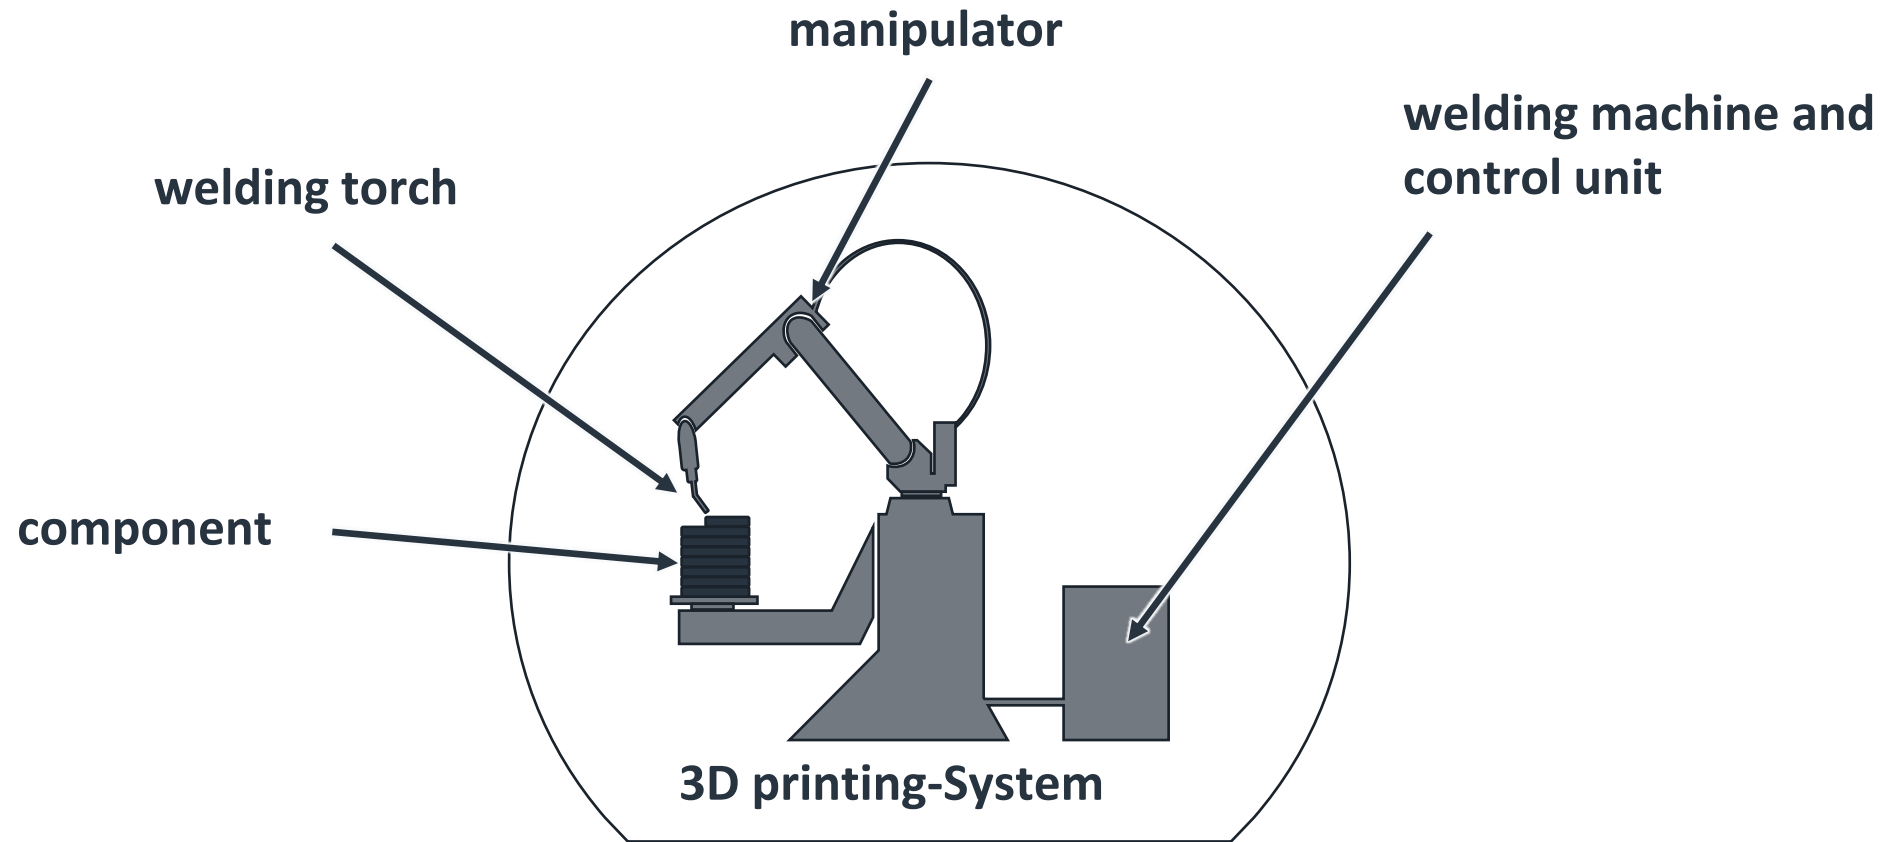 manipulator
welding machine and
control unit
welding torch
component
3D printing-System